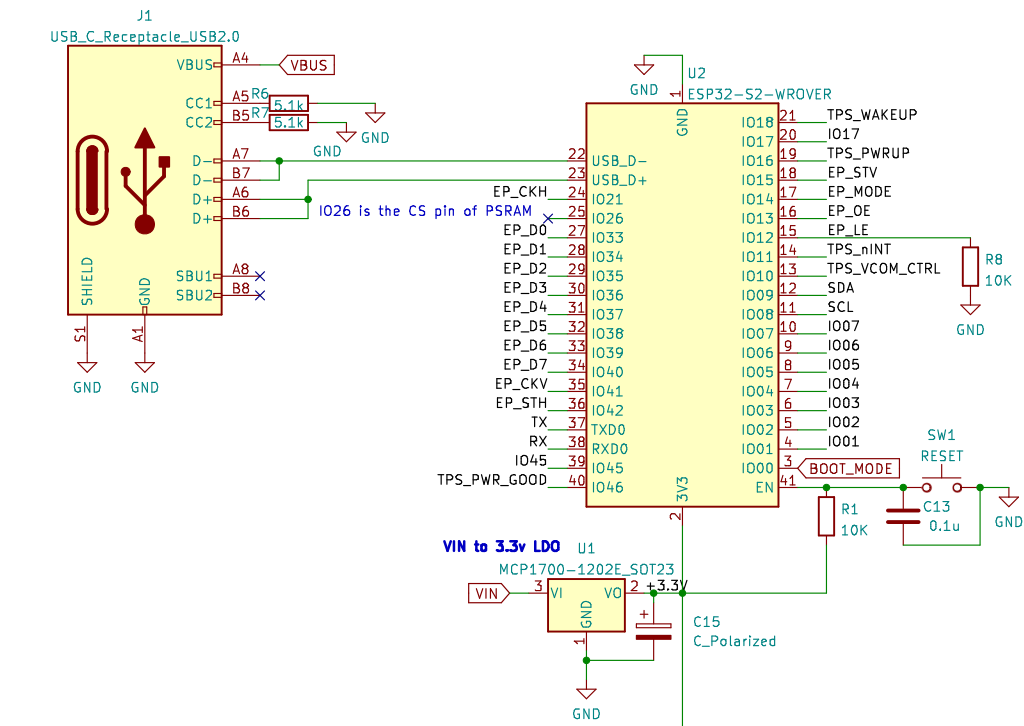 J1
USB_C_Receptacle_USB2.0
VBUS A4 VBUS
CC1 A5 R6 5.1k
CC2 B5 R7 5.1k
GND
GND
D- A7
D- B7
D+ A6
D+ B6
SBU1 A8
SBU2 B8
SHIELD
GND
S1
A1
GND
GND
IO26 is the CS pin of PSRAM
GND
U2
ESP32-S2-WROVER
1
GND
22 USB_D-
23 USB_D+
EP_CKH 24 IO21
25 IO26
EP_D0 27 IO33
EP_D1 28 IO34
EP_D2 29 IO35
EP_D3 30 IO36
EP_D4 31 IO37
EP_D5 32 IO38
EP_D6 33 IO39
EP_D7 34 IO40
EP_CKV 35 IO41
EP_STH 36 IO42
TX 37 TXD0
RX 38 RXD0
IO45 39 IO45
TPS_PWR_GOOD 40 IO46
IO18 21 TPS_WAKEUP
IO17 20 IO17
IO16 19 TPS_PWRUP
IO15 18 EP_STV
IO14 17 EP_MODE
IO13 16 EP_OE
IO12 15 EP_LE
IO11 14 TPS_nINT
IO10 13 TPS_VCOM_CTRL
IO09 12 SDA
IO08 11 SCL
IO07 10 IO07
IO06 9 IO06
IO05 8 IO05
IO04 7 IO04
IO03 6 IO03
IO02 5 IO02
IO01 4 IO01
IO00 3 BOOT_MODE
EN 41
3V3
2
R8
10K
GND
SW1
RESET
R1
10K
C13
0.1u
GND
VIN to 3.3v LDO
U1
MCP1700-1202E_SOT23
VIN 3 VI VO 2 +3.3V
GND
1
+
C15
C_Polarized
GND